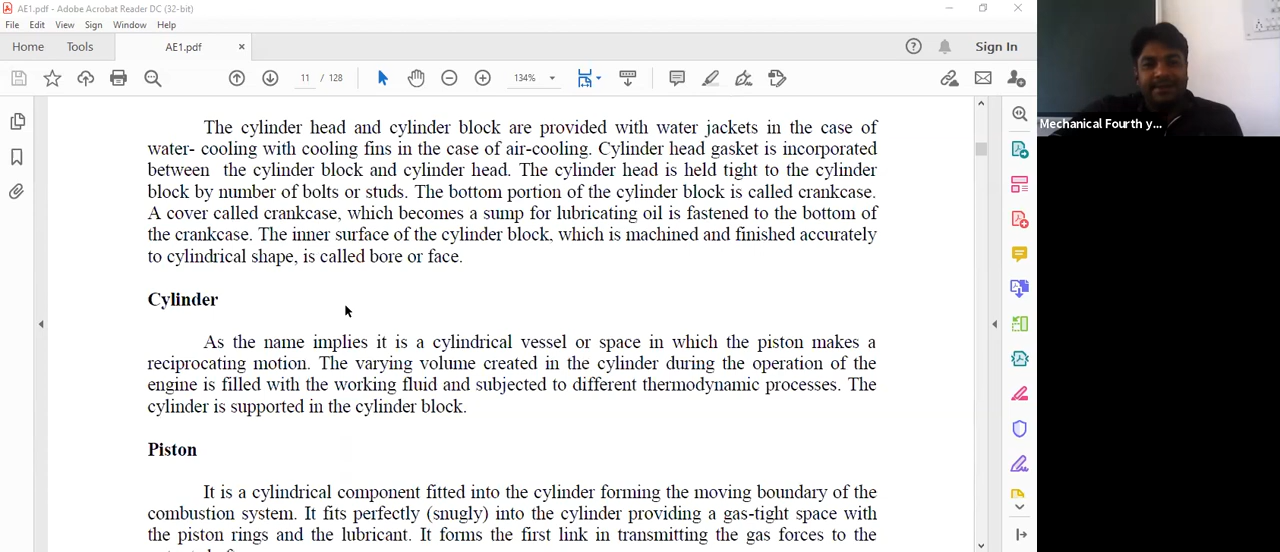 AE1.pdf - Adobe Acrobat Reader DC (32-bit)
File Edit View Sign Window Help
Home Tools AE1.pdf × Sign In
11 / 128 134%
The cylinder head and cylinder block are provided with water jackets in the case of
water- cooling with cooling fins in the case of air-cooling. Cylinder head gasket is incorporated
between the cylinder block and cylinder head. The cylinder head is held tight to the cylinder
block by number of bolts or studs. The bottom portion of the cylinder block is called crankcase.
A cover called crankcase, which becomes a sump for lubricating oil is fastened to the bottom of
the crankcase. The inner surface of the cylinder block, which is machined and finished accurately
to cylindrical shape, is called bore or face.
Cylinder
As the name implies it is a cylindrical vessel or space in which the piston makes a
reciprocating motion. The varying volume created in the cylinder during the operation of the
engine is filled with the working fluid and subjected to different thermodynamic processes. The
cylinder is supported in the cylinder block.
Piston
It is a cylindrical component fitted into the cylinder forming the moving boundary of the
combustion system. It fits perfectly (snugly) into the cylinder providing a gas-tight space with
the piston rings and the lubricant. It forms the first link in transmitting the gas forces to the
Mechanical Fourth y...